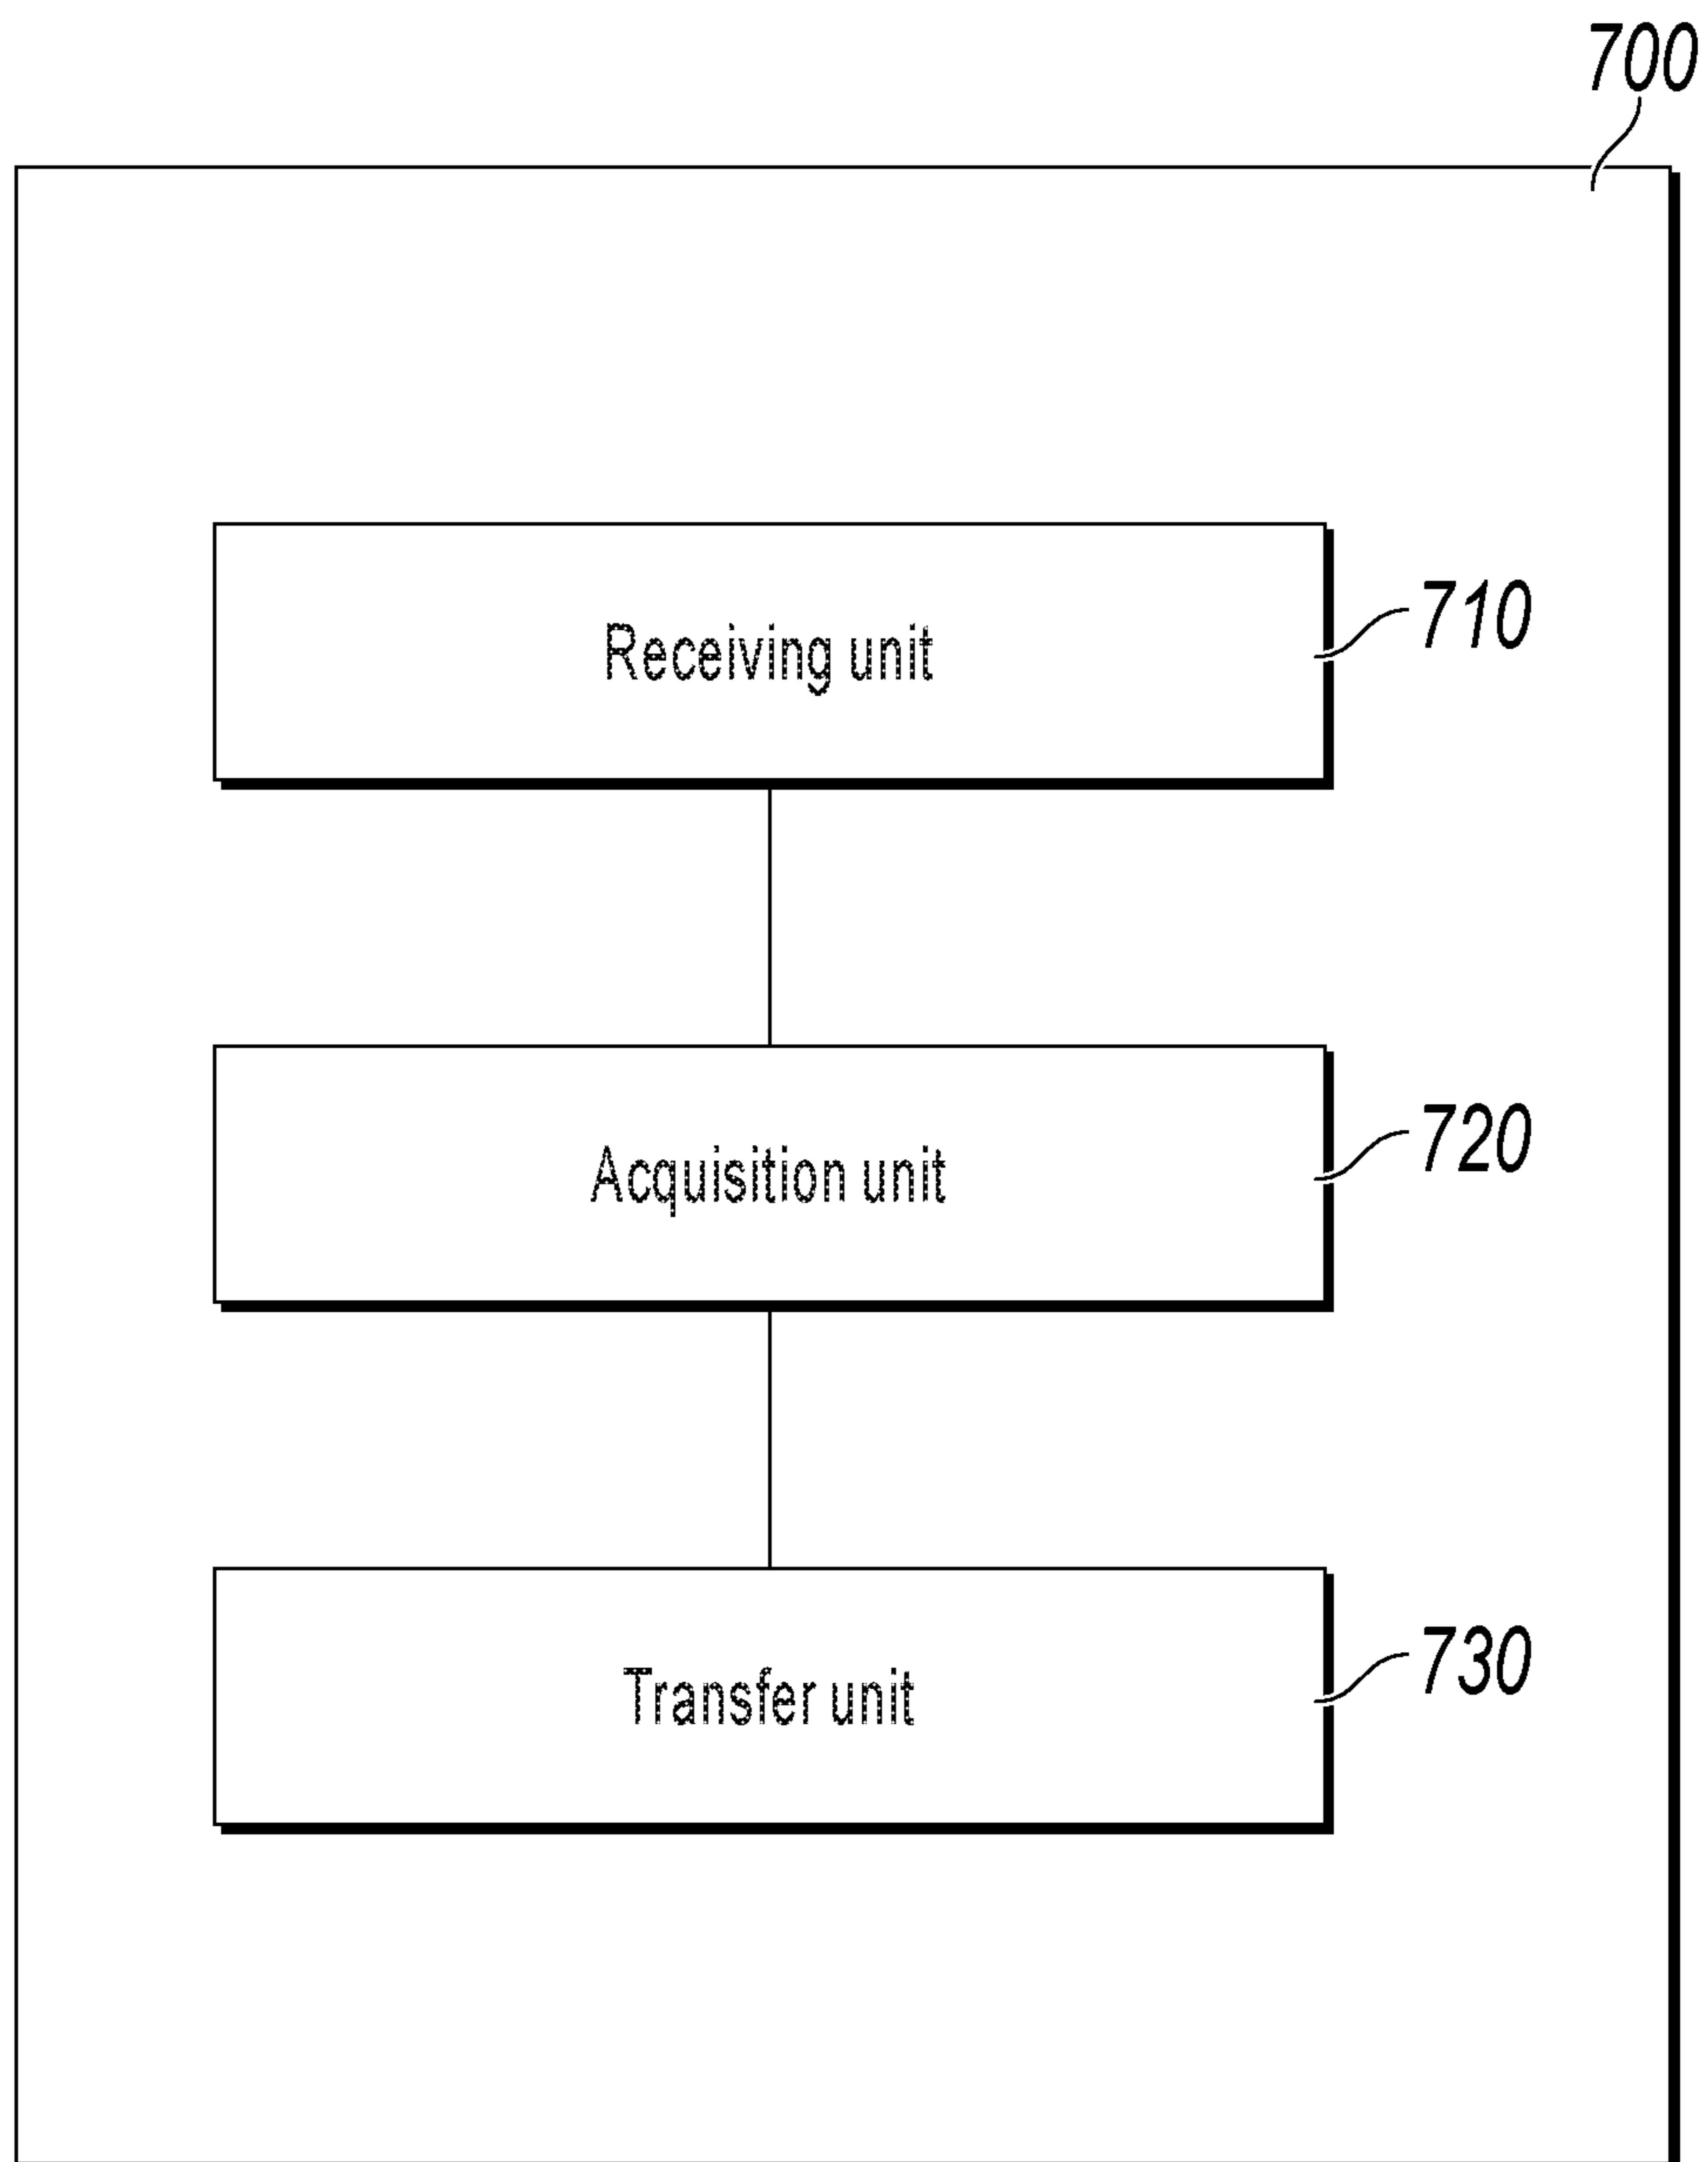 700
Receiving unit
710
Acquisition unit
720
Transfer unit
730